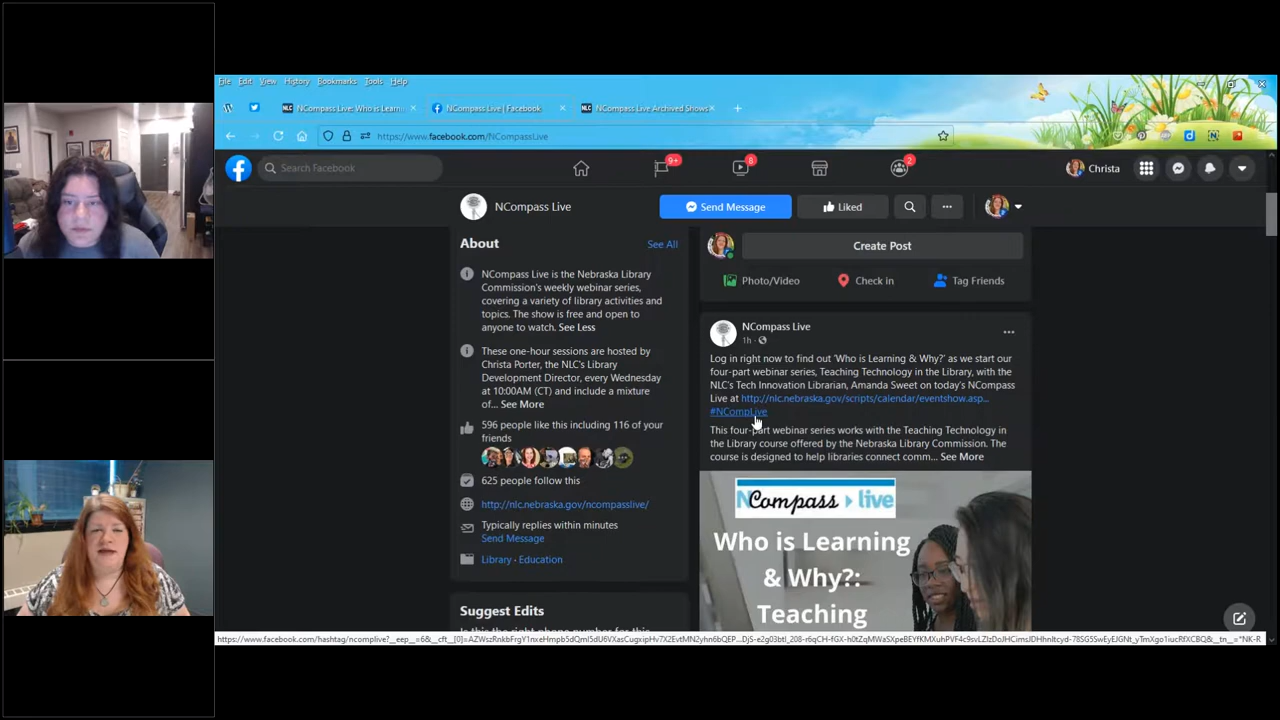 File Edit View History Bookmarks Tools Help
NCompass Live: Who is Learn
NCompass Live | Facebook
NCompass Live Archived Shows
https://www.facebook.com/NCompassLive
Search Facebook
9+
8
2
Christa
NCompass Live
Send Message
Liked
About
See All
NCompass Live is the Nebraska Library
Commission's weekly webinar series,
covering a variety of library activities and
topics. The show is free and open to
anyone to watch. See Less
These one-hour sessions are hosted by
Christa Porter, the NLC's Library
Development Director, every Wednesday
at 10:00AM (CT) and include a mixture
of... See More
596 people like this including 116 of your
friends
625 people follow this
http://nlc.nebraska.gov/ncompasslive/
Typically replies within minutes
Send Message
Library · Education
Suggest Edits
Create Post
Photo/Video
Check in
Tag Friends
NCompass Live
1h
Log in right now to find out 'Who is Learning & Why?' as we start our
four-part webinar series, Teaching Technology in the Library, with the
NLC's Tech Innovation Librarian, Amanda Sweet on today's NCompass
Live at http://nlc.nebraska.gov/scripts/calendar/eventshow.asp...
#NCompLive
This four-part webinar series works with the Teaching Technology in
the Library course offered by the Nebraska Library Commission. The
course is designed to help libraries connect comm... See More
NCompass live
Who is Learning
& Why?:
Teaching